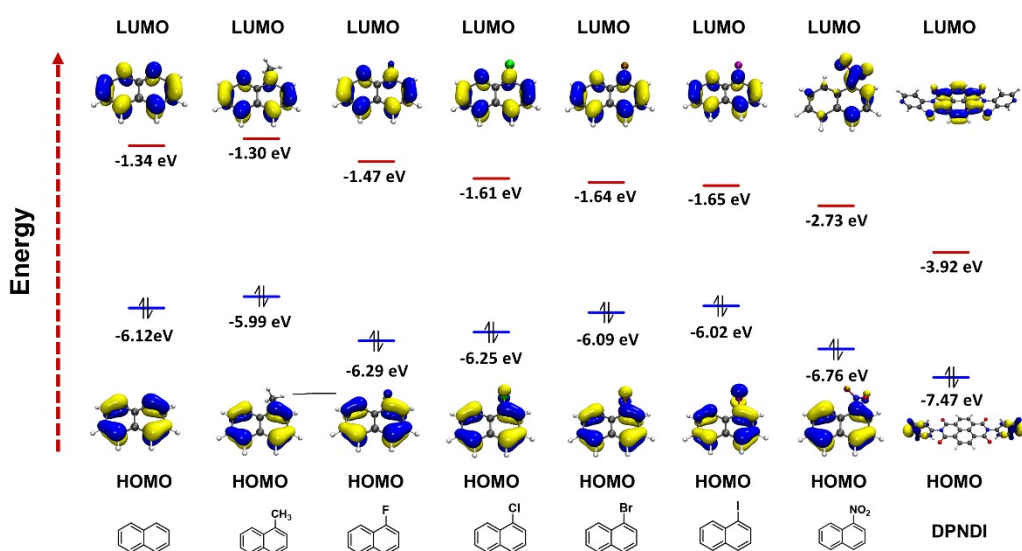 LUMO LUMO LUMO LUMO LUMO LUMO LUMO LUMO
Energy
-1.34 eV
-1.30 eV
-1.47 eV
-1.61 eV
-1.64 eV
-1.65 eV
-2.73 eV
-3.92 eV
-6.12eV
-5.99 eV
-6.29 eV
-6.25 eV
-6.09 eV
-6.02 eV
-6.76 eV
-7.47 eV
HOMO HOMO HOMO HOMO HOMO HOMO HOMO HOMO
CH₃
F
Cl
Br
I
NO₂
DPNDI